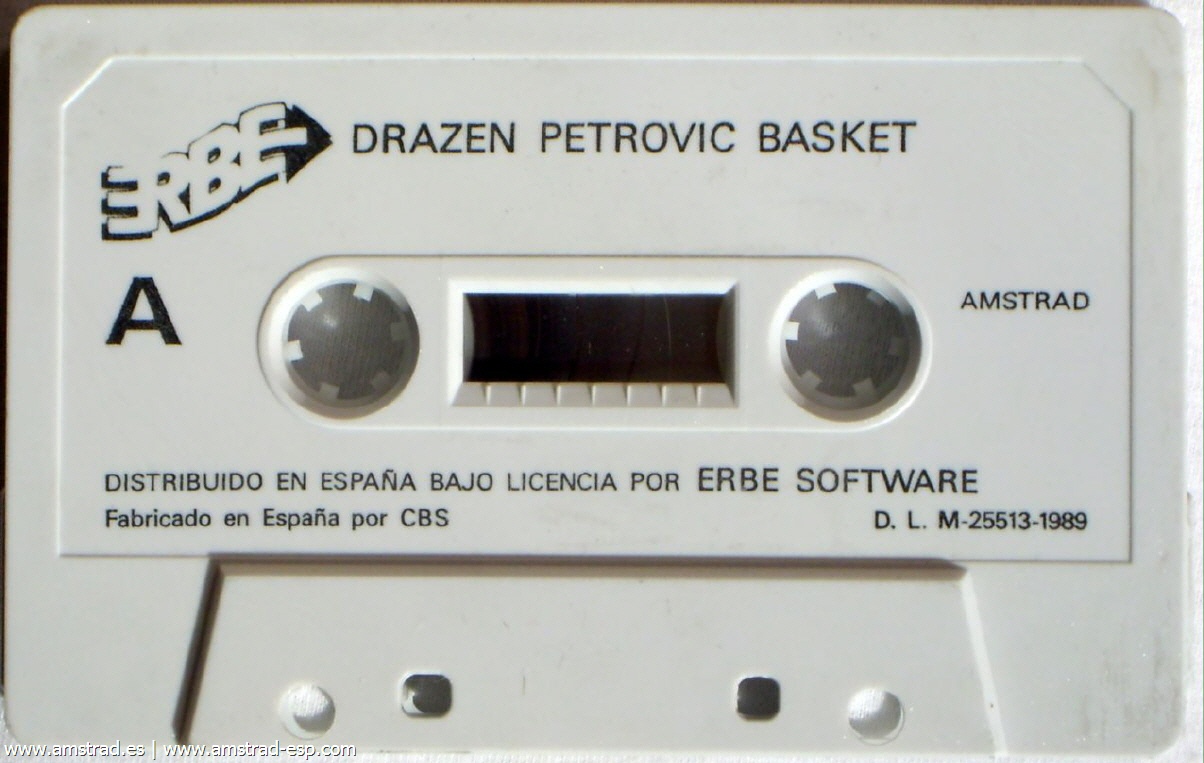 ERBE
DRAZEN PETROVIC BASKET
A
AMSTRAD
DISTRIBUIDO EN ESPAÑA BAJO LICENCIA POR ERBE SOFTWARE
Fabricado en España por CBS
D. L. M-25513-1989
www.amstrad.es | www.amstrad-esp.com